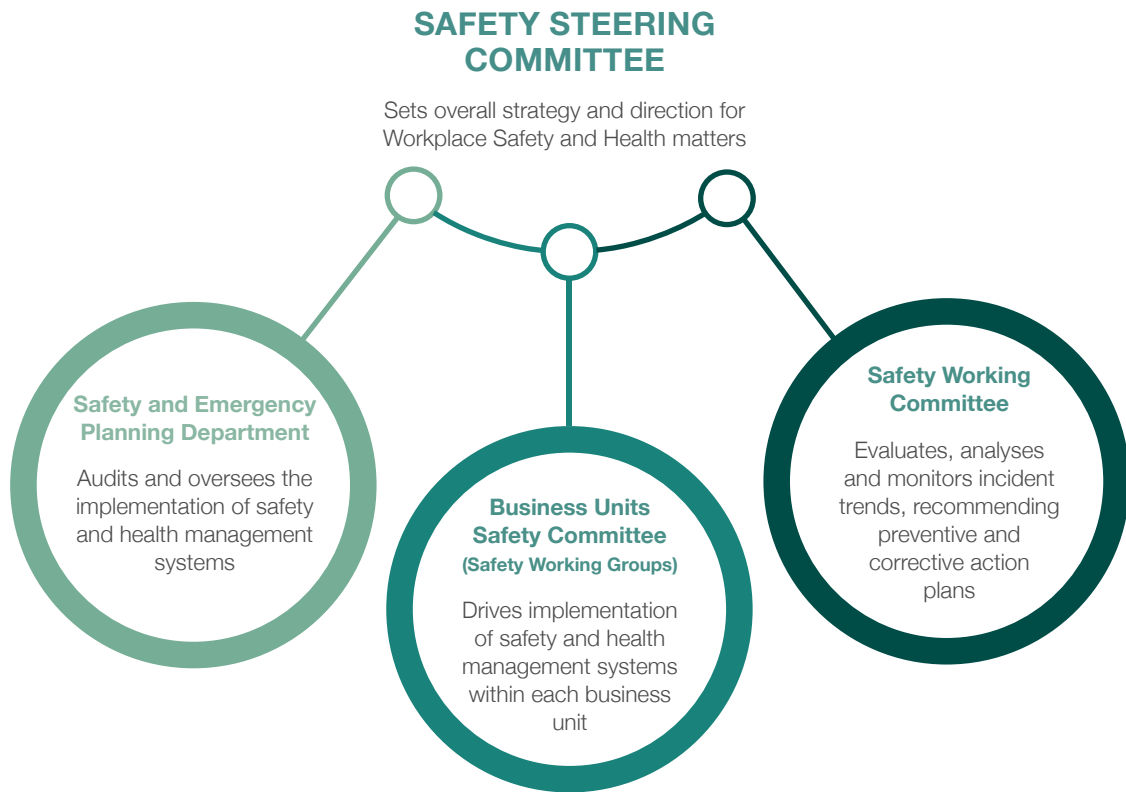 SAFETY STEERING
COMMITTEE
Sets overall strategy and direction for
Workplace Safety and Health matters
Safety and Emergency
Planning Department
Audits and oversees the
implementation of safety
and health management
systems
Business Units
Safety Committee
(Safety Working Groups)
Drives implementation
of safety and health
management systems
within each business
unit
Safety Working
Committee
Evaluates, analyses
and monitors incident
trends, recommending
preventive and
corrective action
plans